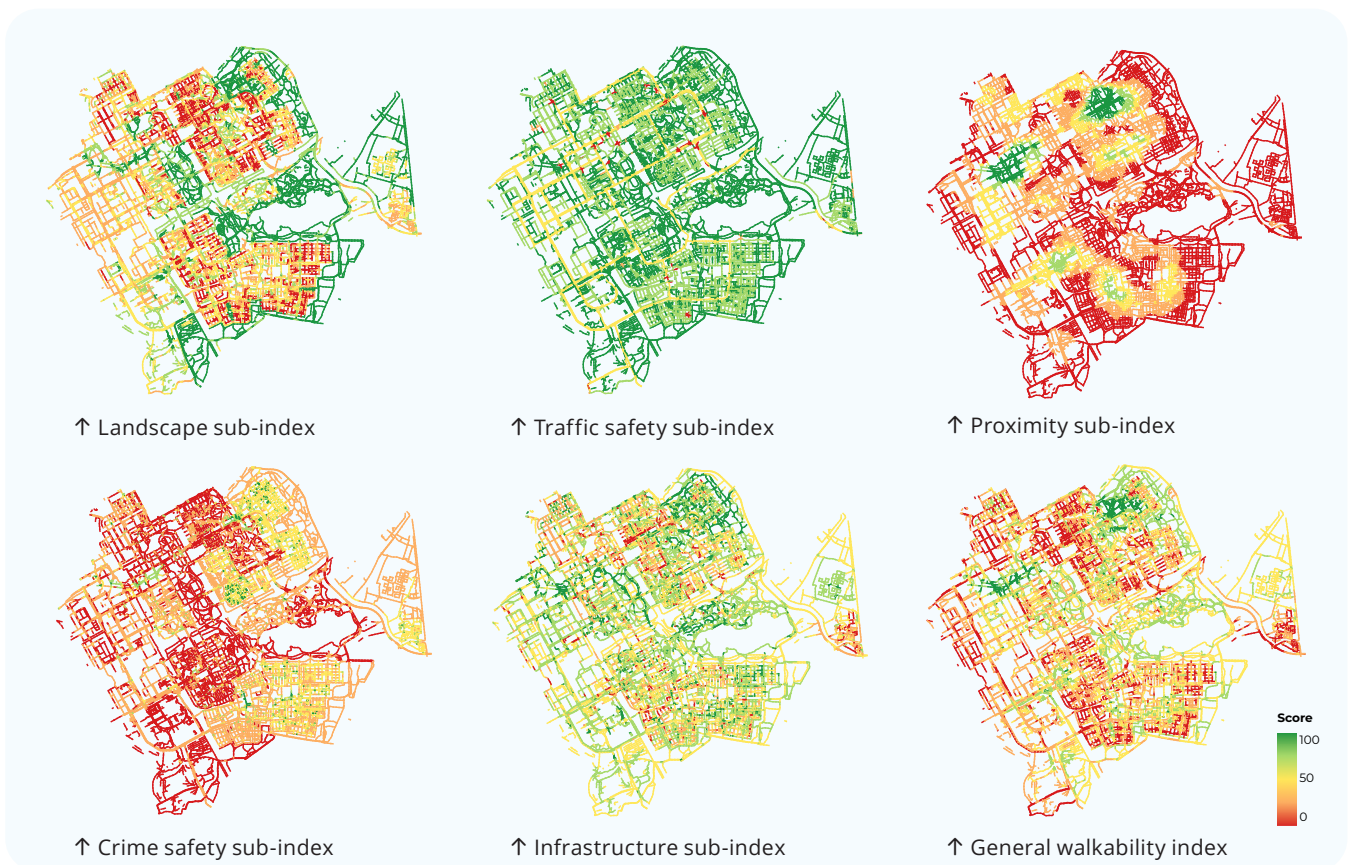 ↑ Landscape sub-index
↑ Traffic safety sub-index
↑ Proximity sub-index
↑ Crime safety sub-index
↑ Infrastructure sub-index
↑ General walkability index
Score
100
50
0